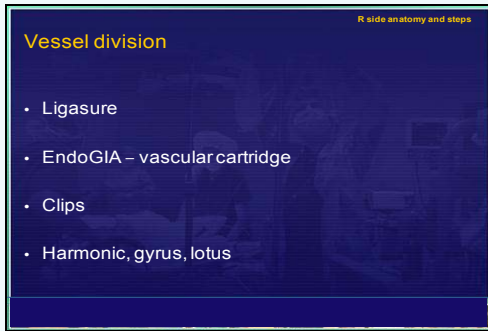 R side anatomy and steps
Vessel division
• Ligasure
• EndoGIA – vascular cartridge
• Clips
• Harmonic, gyrus, lotus